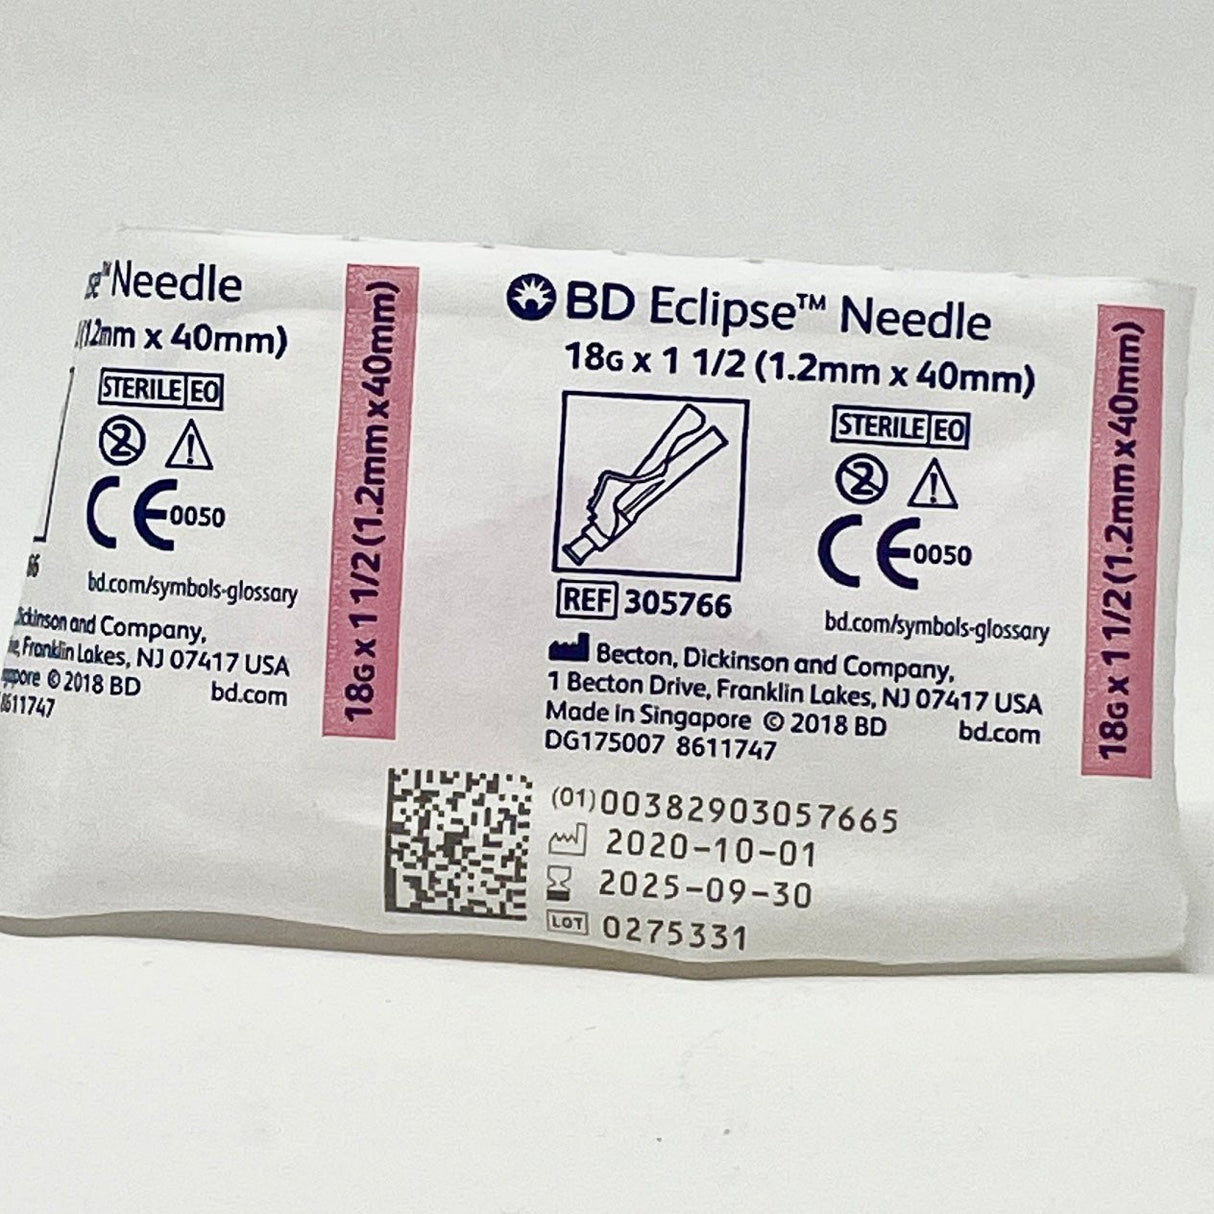 Needle
(1.2mm x 40mm)
STERILE EO
2
CE 0050
bd.com/symbols-glossary
Dickinson and Company,
Franklin Lakes, NJ 07417 USA
© 2018 BD bd.com
8611747
18G x 1 1/2 (1.2mm x 40mm)
BD Eclipse™ Needle
18G x 1 1/2 (1.2mm x 40mm)
STERILE EO
2
CE 0050
REF 305766
bd.com/symbols-glossary
Becton, Dickinson and Company,
1 Becton Drive, Franklin Lakes, NJ 07417 USA
Made in Singapore © 2018 BD bd.com
DG175007 8611747
(01)00382903057665
2020-10-01
2025-09-30
LOT 0275331
18G x 1 1/2 (1.2mm x 40mm)